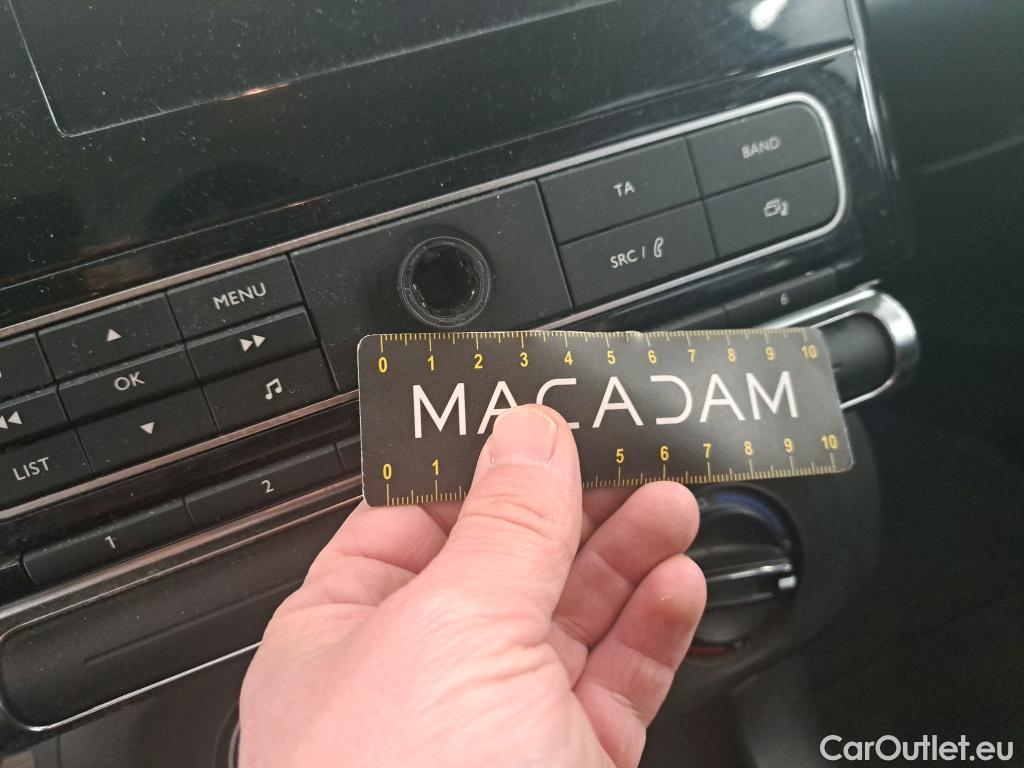 BAND
TA
SRC /
MENU
OK
LIST
1
2
6
0 1 2 3 4 5 6 7 8 9 10
MACADAM
0 1 5 6 7 8 9 10
CarOutlet.eu